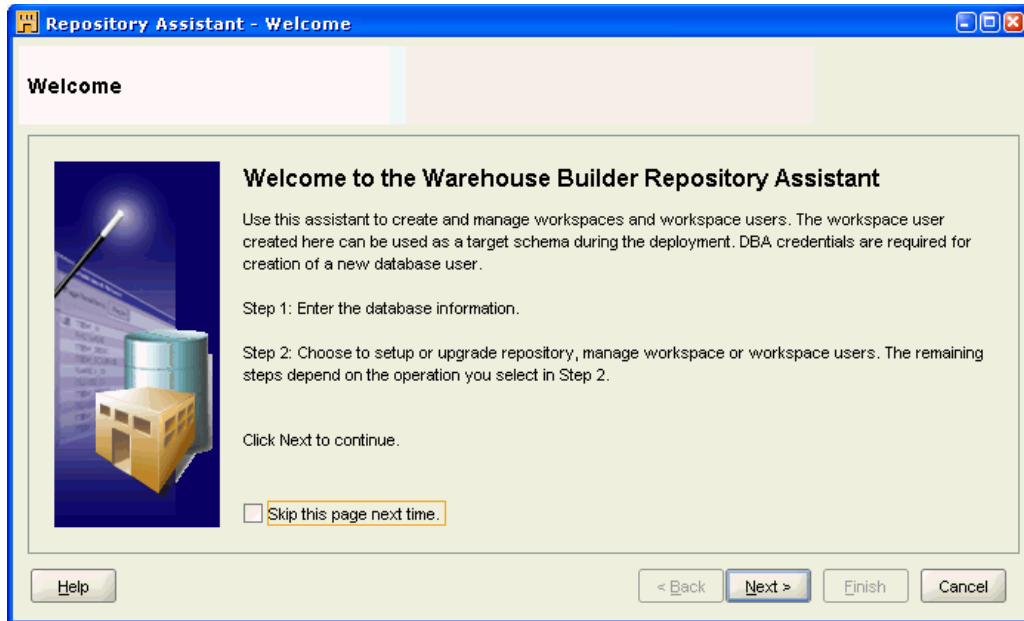 Repository Assistant - Welcome
Welcome
Welcome to the Warehouse Builder Repository Assistant
Use this assistant to create and manage workspaces and workspace users. The workspace user
created here can be used as a target schema during the deployment. DBA credentials are required for
creation of a new database user.
Step 1: Enter the database information.
Step 2: Choose to setup or upgrade repository, manage workspace or workspace users. The remaining
steps depend on the operation you select in Step 2.
Click Next to continue.
Skip this page next time.
Help
< Back
Next >
Finish
Cancel